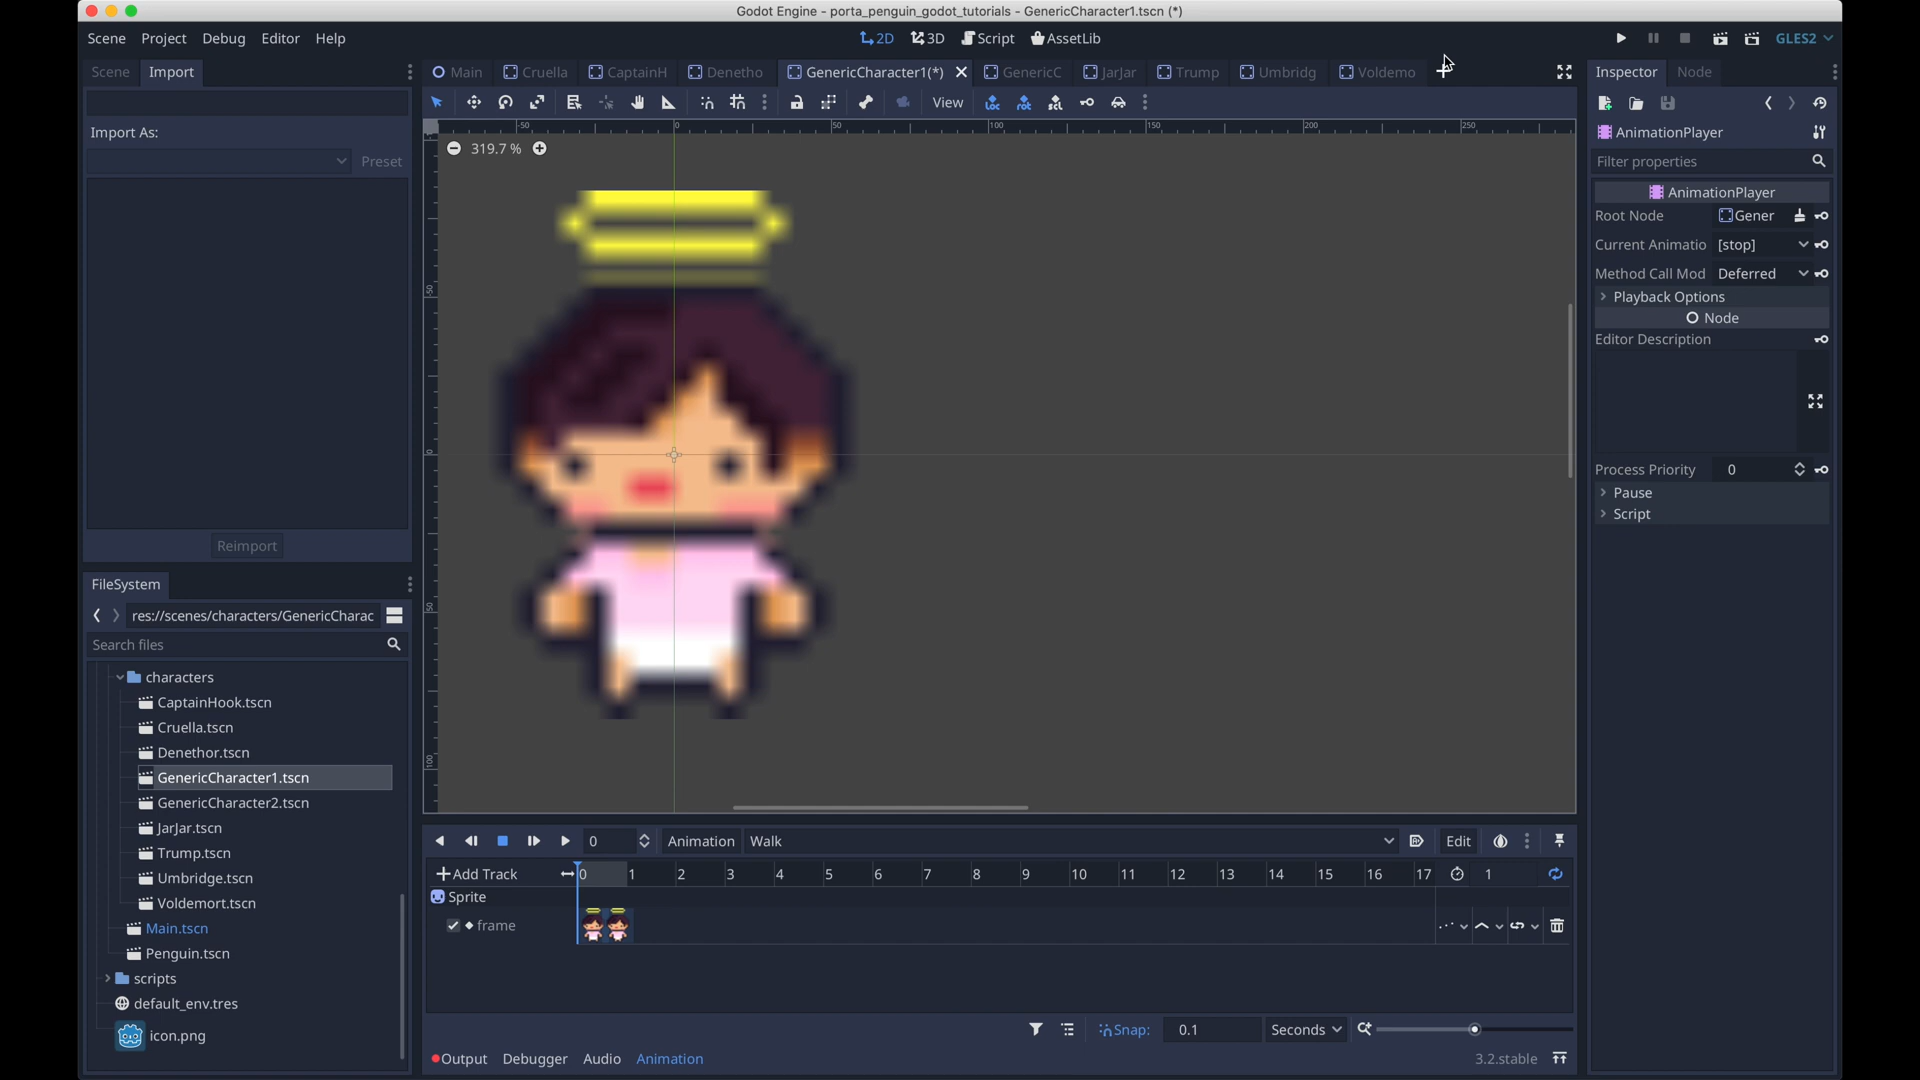 Godot Engine - porta_penguin_godot_tutorials - GenericCharacter1.tscn (*)
Scene Project Debug Editor Help
2D 3D Script AssetLib
GLES2
Scene Import
Main Cruella CaptainH Denetho GenericCharacter1(*) GenericC JarJar Trump Umbridg Voldemo
Inspector Node
View
-50 0 50 100 150 200 250
319.7 %
Import As:
Preset
Reimport
AnimationPlayer
Filter properties
AnimationPlayer
Root Node Gener
Current Animatio [stop]
Method Call Mod Deferred
Playback Options
Node
Editor Description
Process Priority 0
Pause
Script
FileSystem
res://scenes/characters/GenericCharac
Search files
characters
CaptainHook.tscn
Cruella.tscn
Denethor.tscn
GenericCharacter1.tscn
GenericCharacter2.tscn
JarJar.tscn
Trump.tscn
Umbridge.tscn
Voldemort.tscn
Main.tscn
Penguin.tscn
scripts
default_env.tres
icon.png
0 Animation Walk Edit
Add Track 0 1 2 3 4 5 6 7 8 9 10 11 12 13 14 15 16 17 1
Sprite
frame
Snap: 0.1 Seconds
Output Debugger Audio Animation 3.2.stable